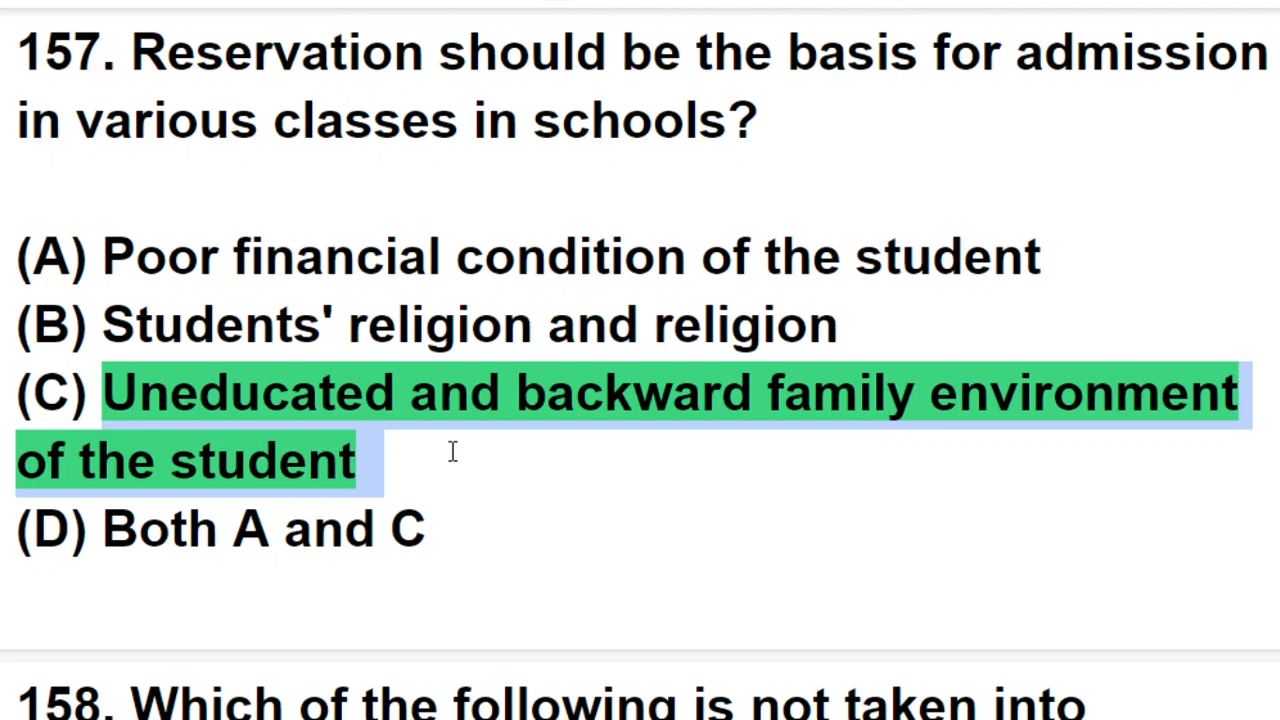 157. Reservation should be the basis for admission
in various classes in schools?
(A) Poor financial condition of the student
(B) Students' religion and religion
(C) Uneducated and backward family environment
of the student
(D) Both A and C
158. Which of the following is not taken into